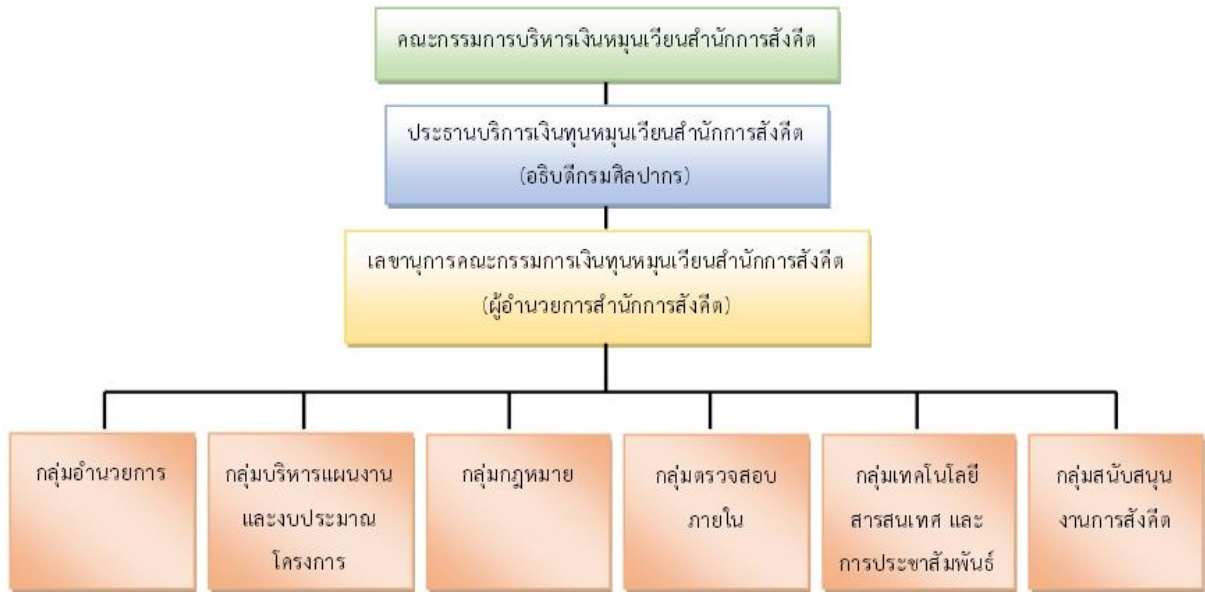 คณะกรรมการบริหารเงินหมุนเวียนสำนักการสังคีต
ประธานบริการเงินทุนหมุนเวียนสำนักการสังคีต
(อธิบดีกรมศิลปากร)
เลขานุการคณะกรรมการเงินทุนหมุนเวียนสำนักการสังคีต
(ผู้อำนวยการสำนักการสังคีต)
กลุ่มอำนวยการ
กลุ่มบริหารแผนงาน
และงบประมาณ
โครงการ
กลุ่มกฎหมาย
กลุ่มตรวจสอบ
ภายใน
กลุ่มเทคโนโลยี
สารสนเทศ และ
การประชาสัมพันธ์
กลุ่มสนับสนุน
งานการสังคีต